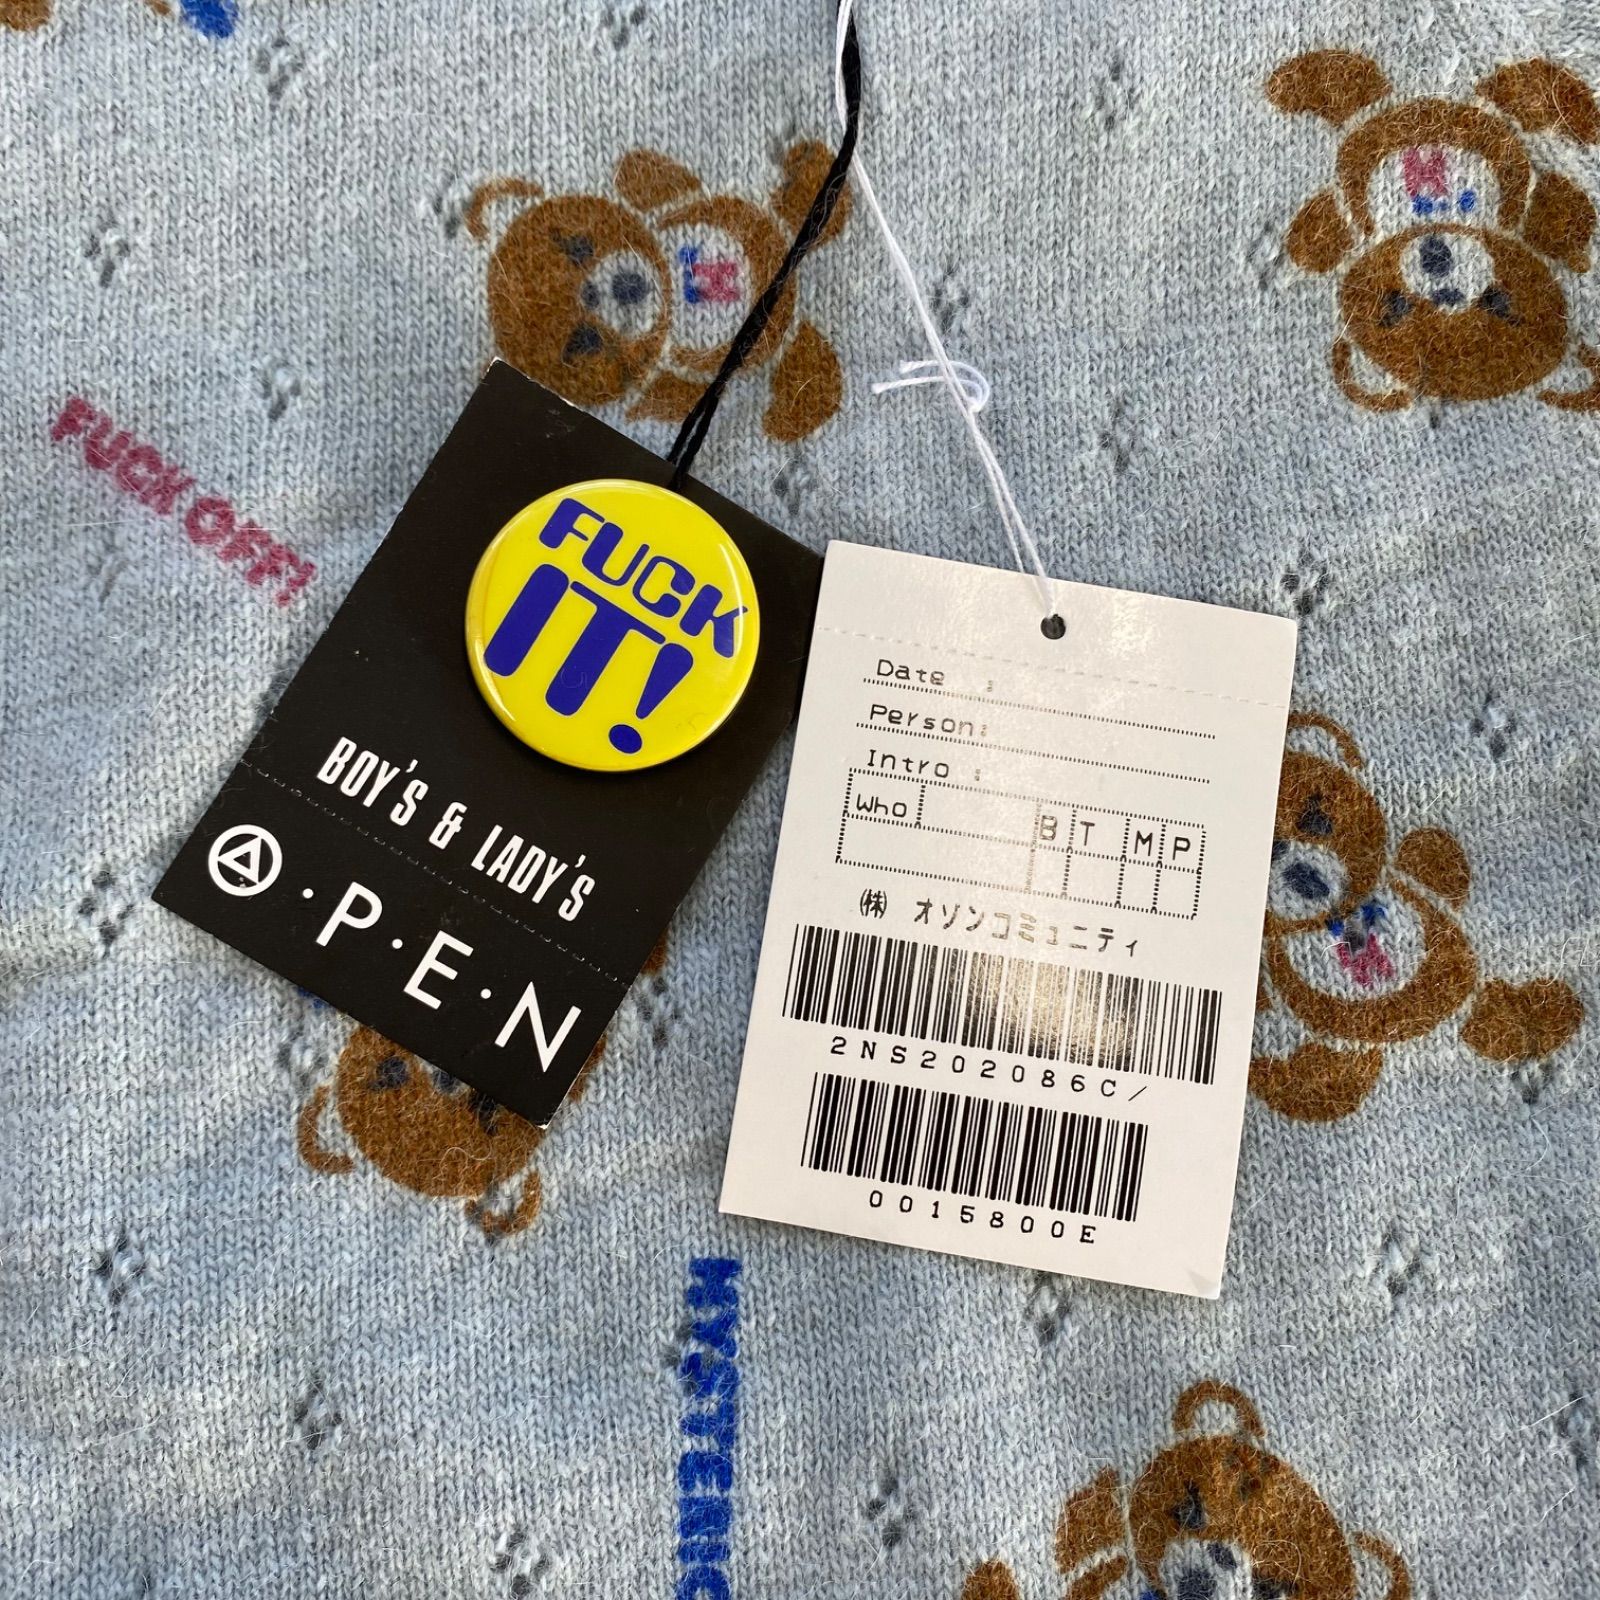 FUCK OFF!
FUCK
IT!
BOY'S & LADY'S
·P·E·N
Date :
Person:
Intro :
Who B T M P
㈱ オゾンコミュニティ
2NS202086C/
0015800E
HYSTERIC